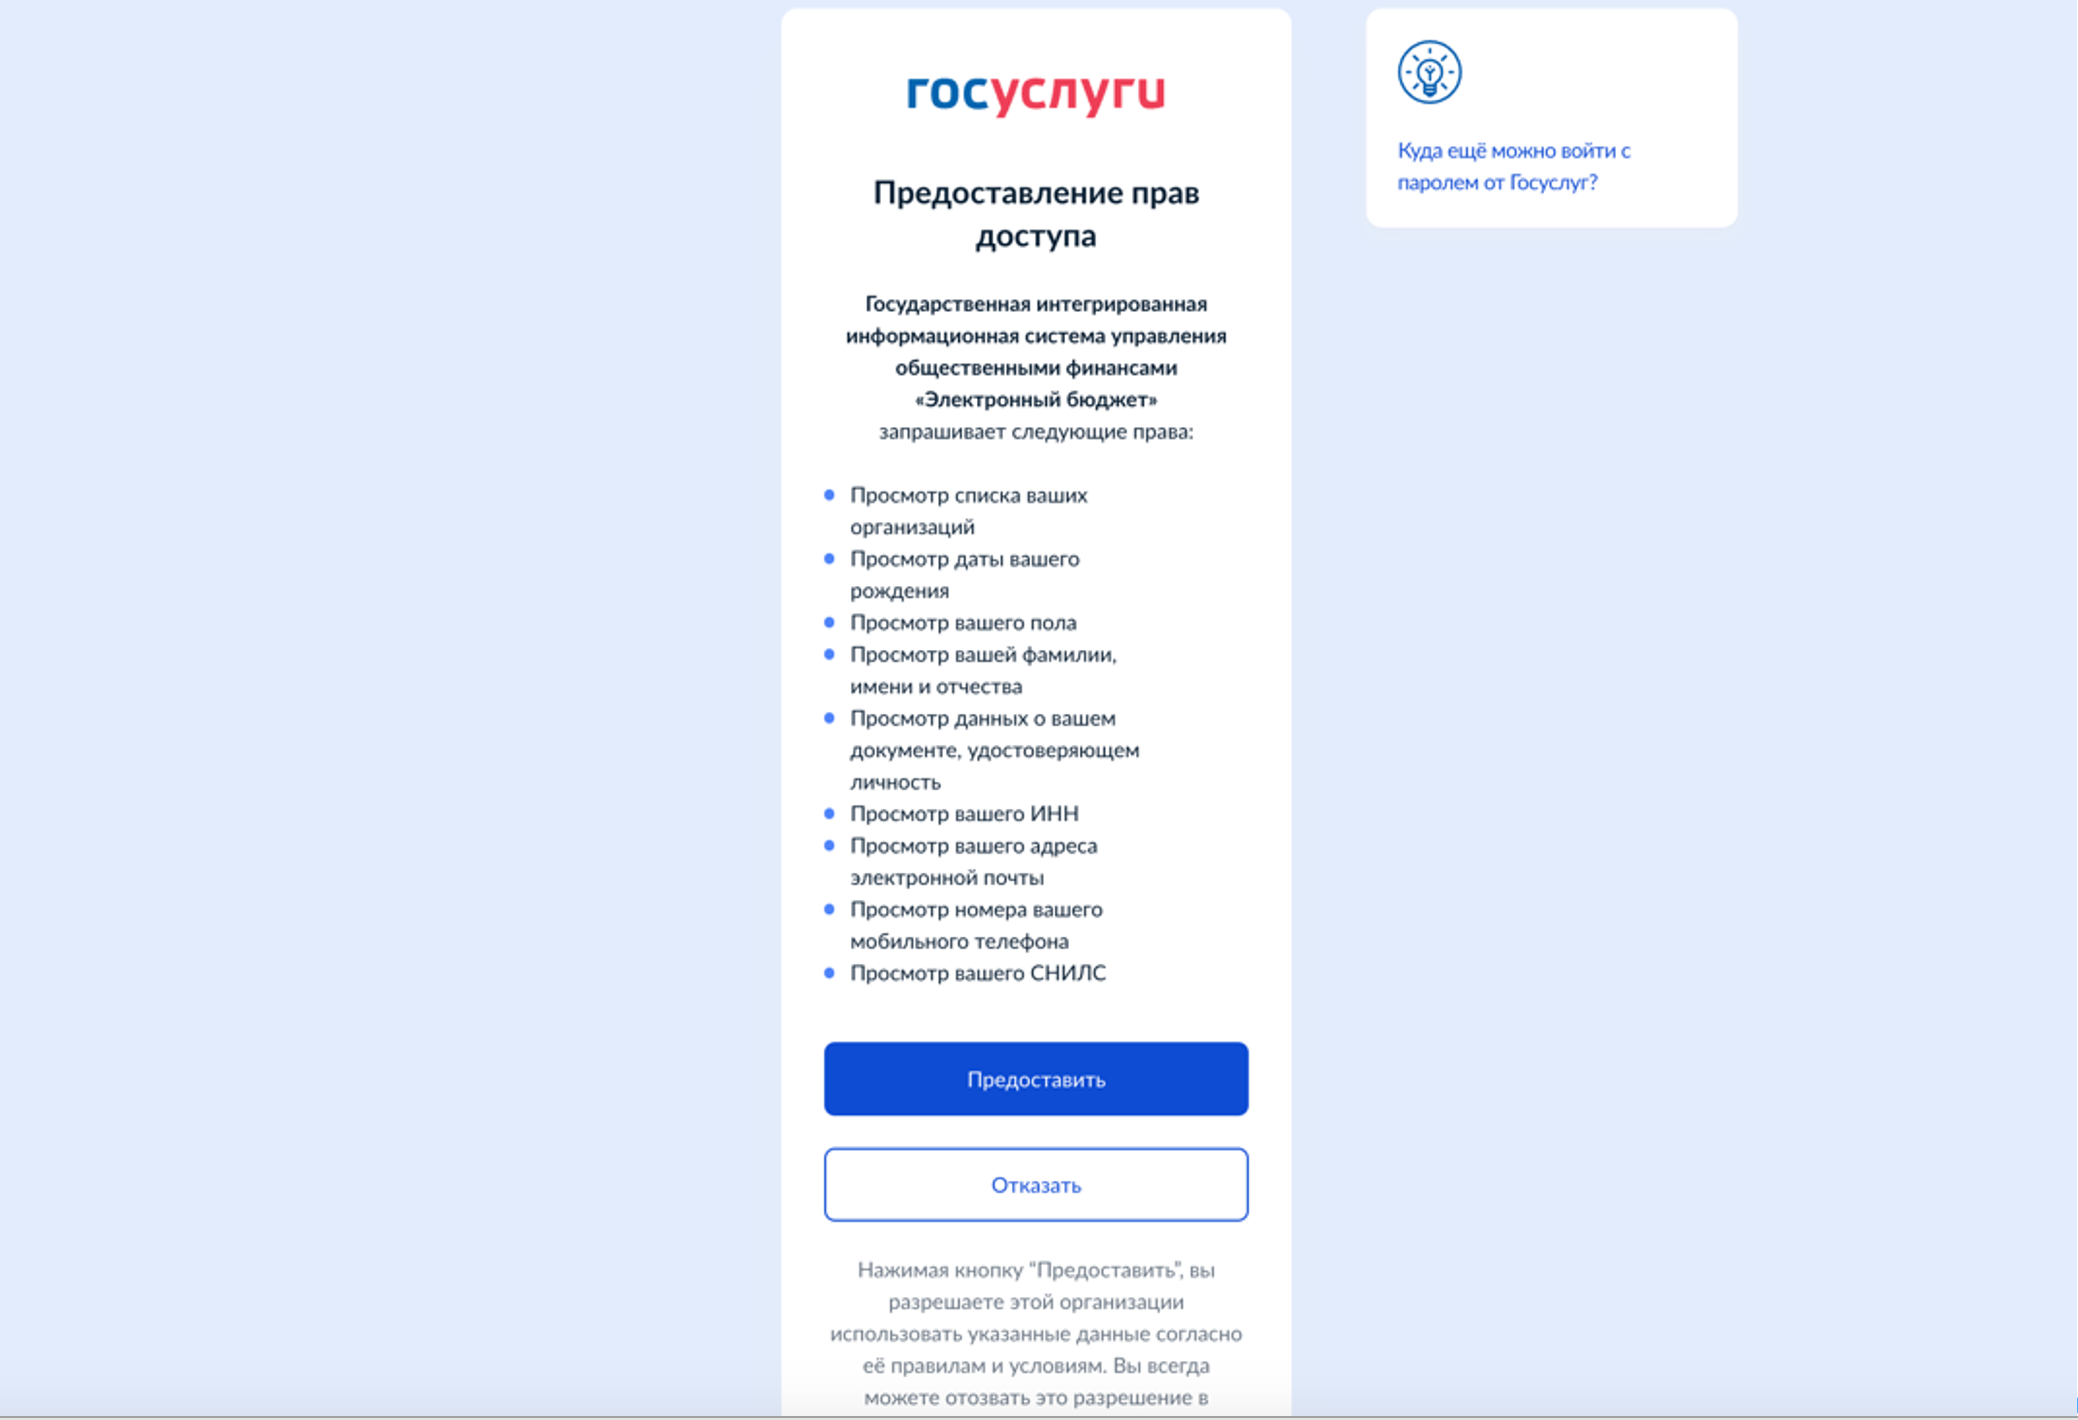 госуслуги
Предоставление прав
доступа
Государственная интегрированная
информационная система управления
общественными финансами
«Электронный бюджет»
запрашивает следующие права:
Просмотр списка ваших
организаций
Просмотр даты вашего
рождения
Просмотр вашего пола
Просмотр вашей фамилии,
имени и отчества
Просмотр данных о вашем
документе, удостоверяющем
личность
Просмотр вашего ИНН
Просмотр вашего адреса
электронной почты
Просмотр номера вашего
мобильного телефона
Просмотр вашего СНИЛС
Предоставить
Отказать
Нажимая кнопку “Предоставить”, вы
разрешаете этой организации
использовать указанные данные согласно
её правилам и условиям. Вы всегда
можете отозвать это разрешение в
Куда ещё можно войти с
паролем от Госуслуг?